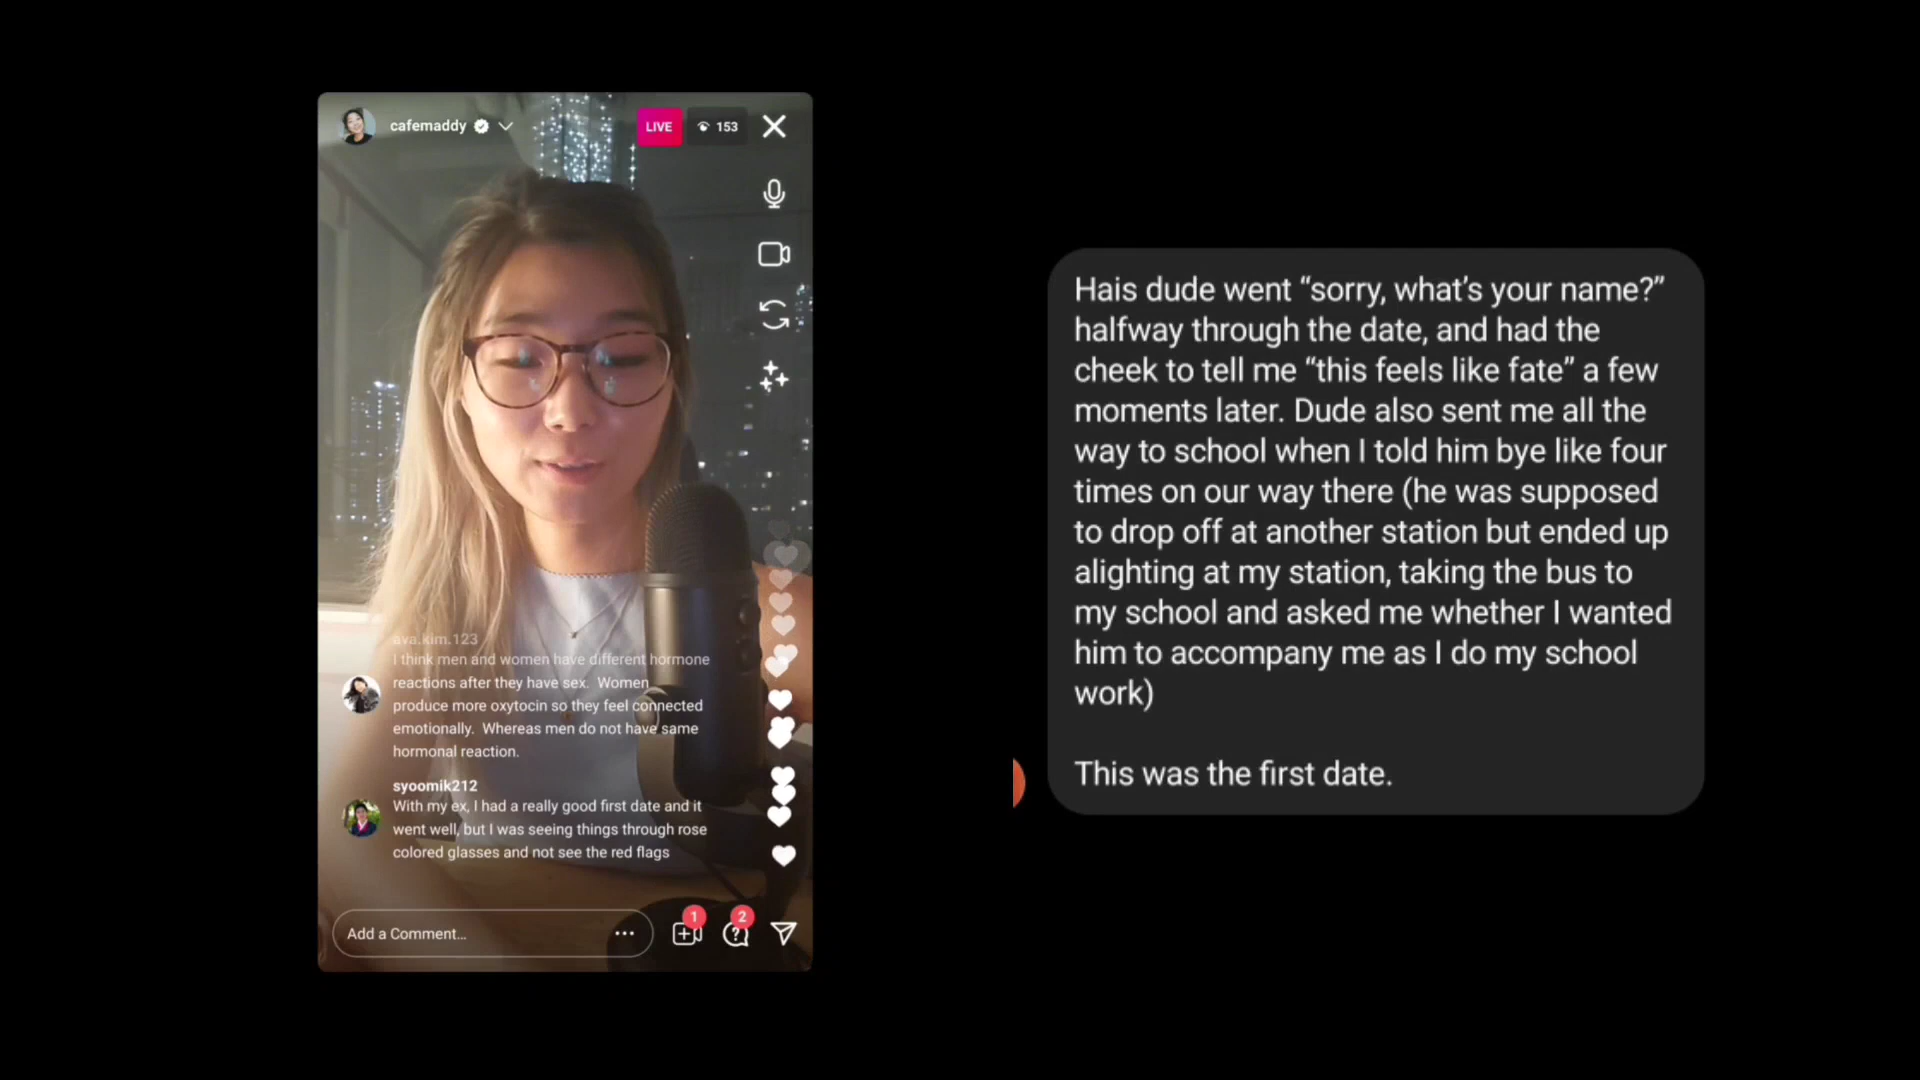 cafemaddy
LIVE
153
ava.kim.123
I think men and women have different hormone
reactions after they have sex.  Women
produce more oxytocin so they feel connected
emotionally.  Whereas men do not have same
hormonal reaction.
syoomik212
With my ex, I had a really good first date and it
went well, but I was seeing things through rose
colored glasses and not see the red flags
Add a Comment...
1
2
Hais dude went “sorry, what’s your name?”
halfway through the date, and had the
cheek to tell me “this feels like fate” a few
moments later. Dude also sent me all the
way to school when I told him bye like four
times on our way there (he was supposed
to drop off at another station but ended up
alighting at my station, taking the bus to
my school and asked me whether I wanted
him to accompany me as I do my school
work)
This was the first date.